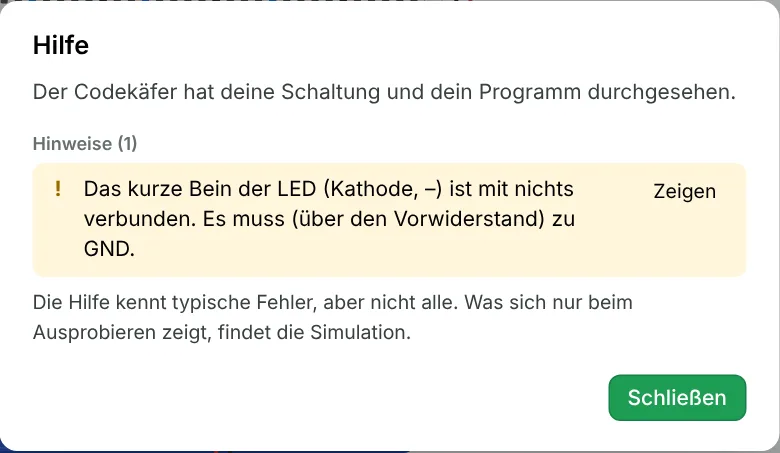 Hilfe
Der Codekäfer hat deine Schaltung und dein Programm durchgesehen.
Hinweise (1)
! Das kurze Bein der LED (Kathode, –) ist mit nichts Zeigen
verbunden. Es muss (über den Vorwiderstand) zu
GND.
Die Hilfe kennt typische Fehler, aber nicht alle. Was sich nur beim
Ausprobieren zeigt, findet die Simulation.
Schließen